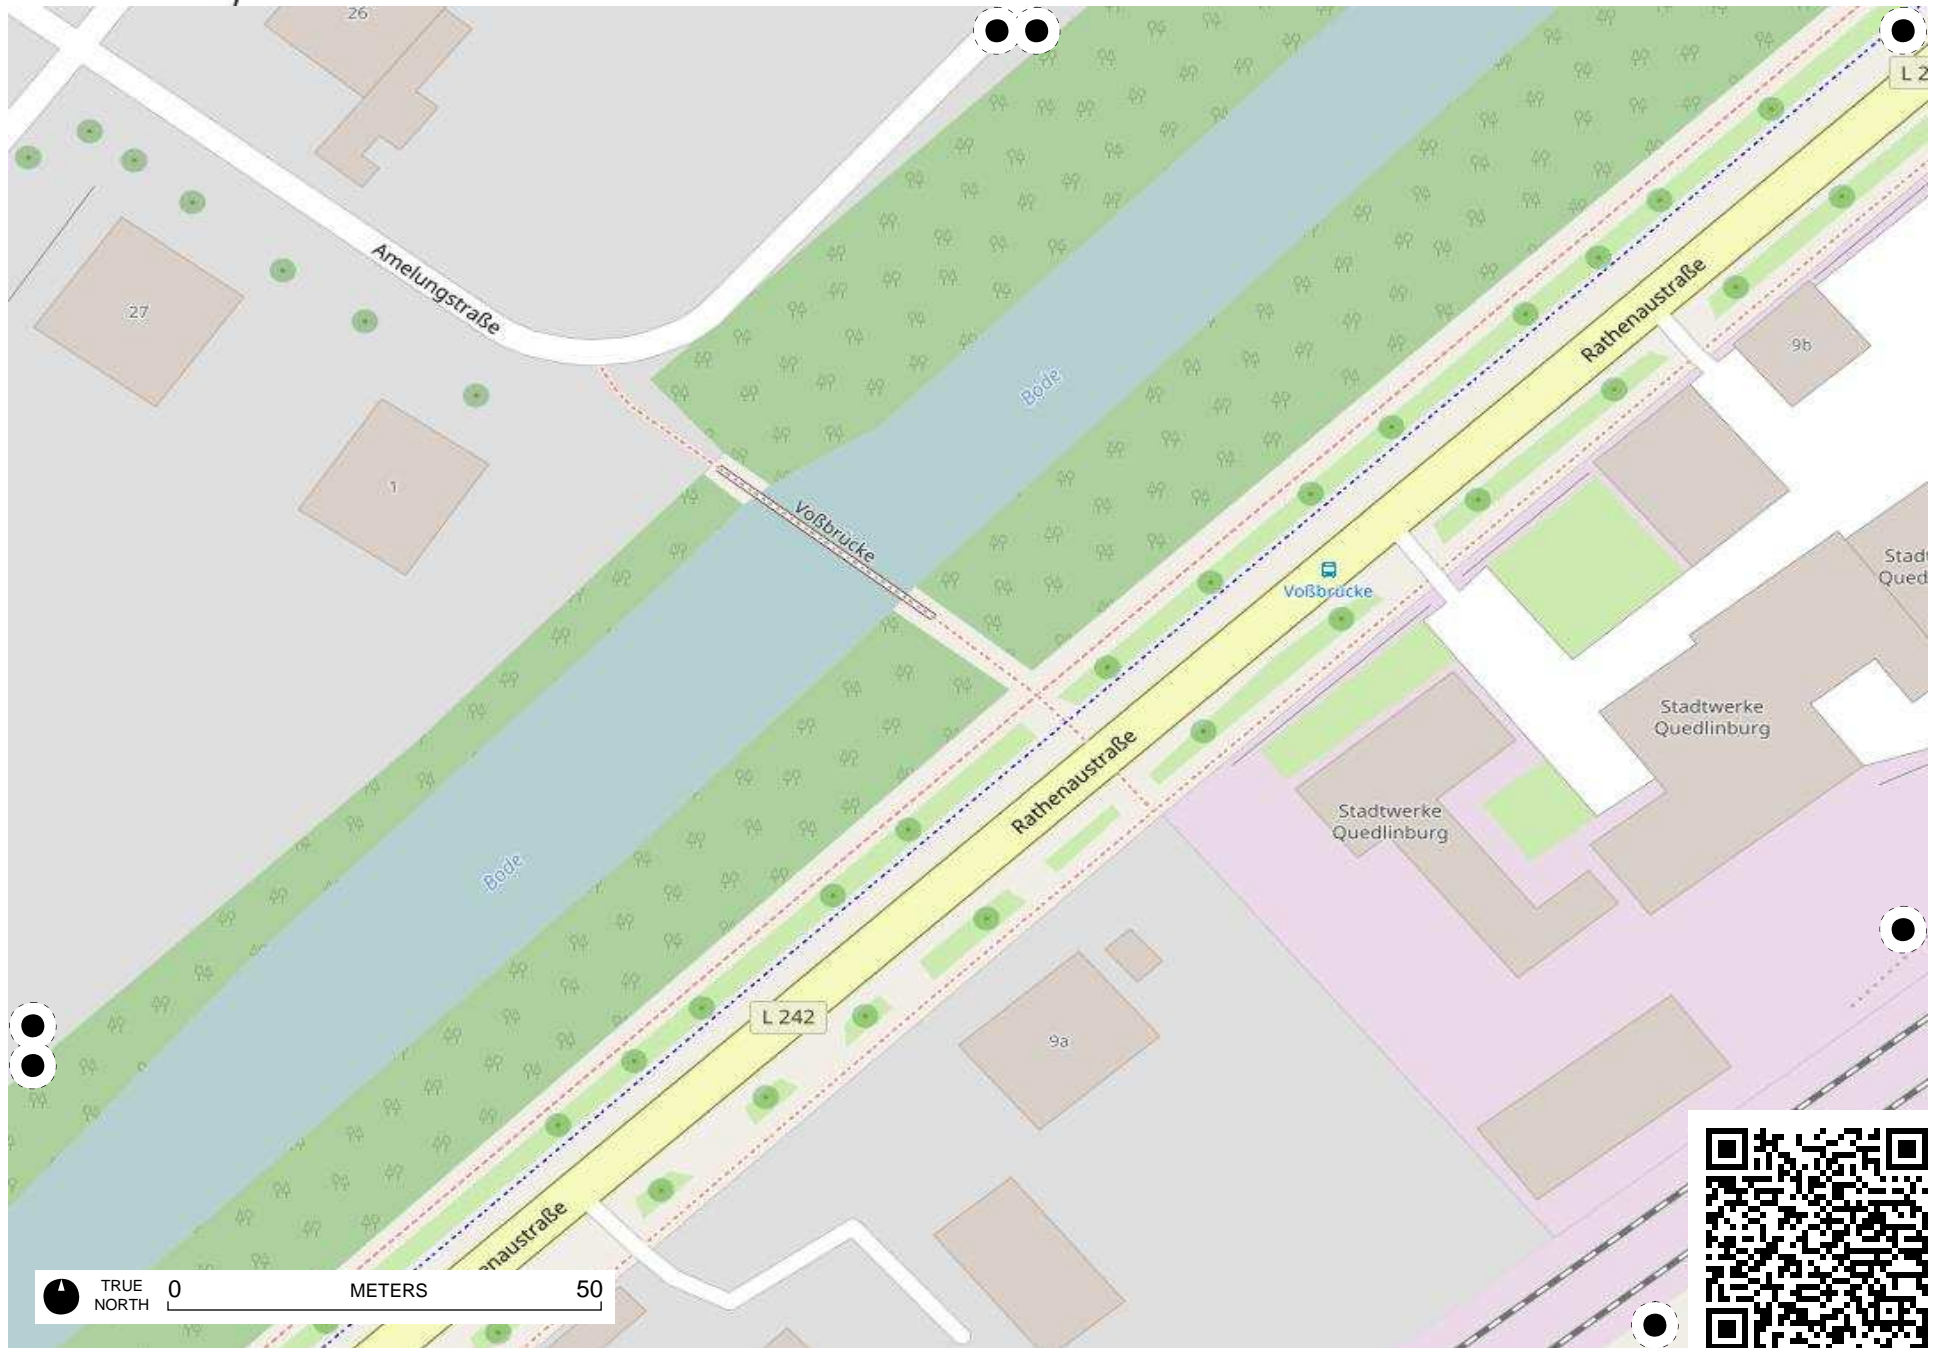 26
L 2
Amelungstraße
27
Rathenaustraße
9b
Bode
1
Voßbrücke
Voßbrücke
Stadtwerke
Quedlinburg
Rathenaustraße
Stadtwerke
Quedlinburg
Bode
L 242
9a
TRUE
NORTH
0
METERS
50